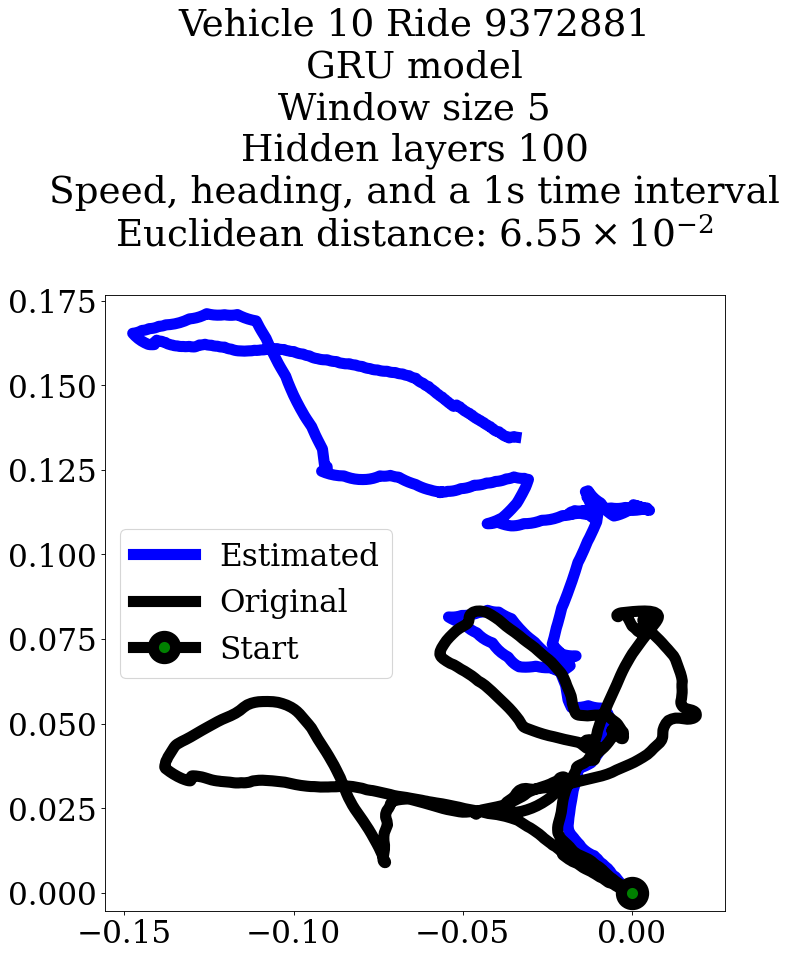 Vehicle 10 Ride 9372881
GRU model
Window size 5
Hidden layers 100
Speed, heading, and a 1s time interval
Euclidean distance: 6.55 × 10⁻²
0.175
0.150
0.125
0.100
0.075
0.050
0.025
0.000
Estimated
Original
Start
−0.15
−0.10
−0.05
0.00